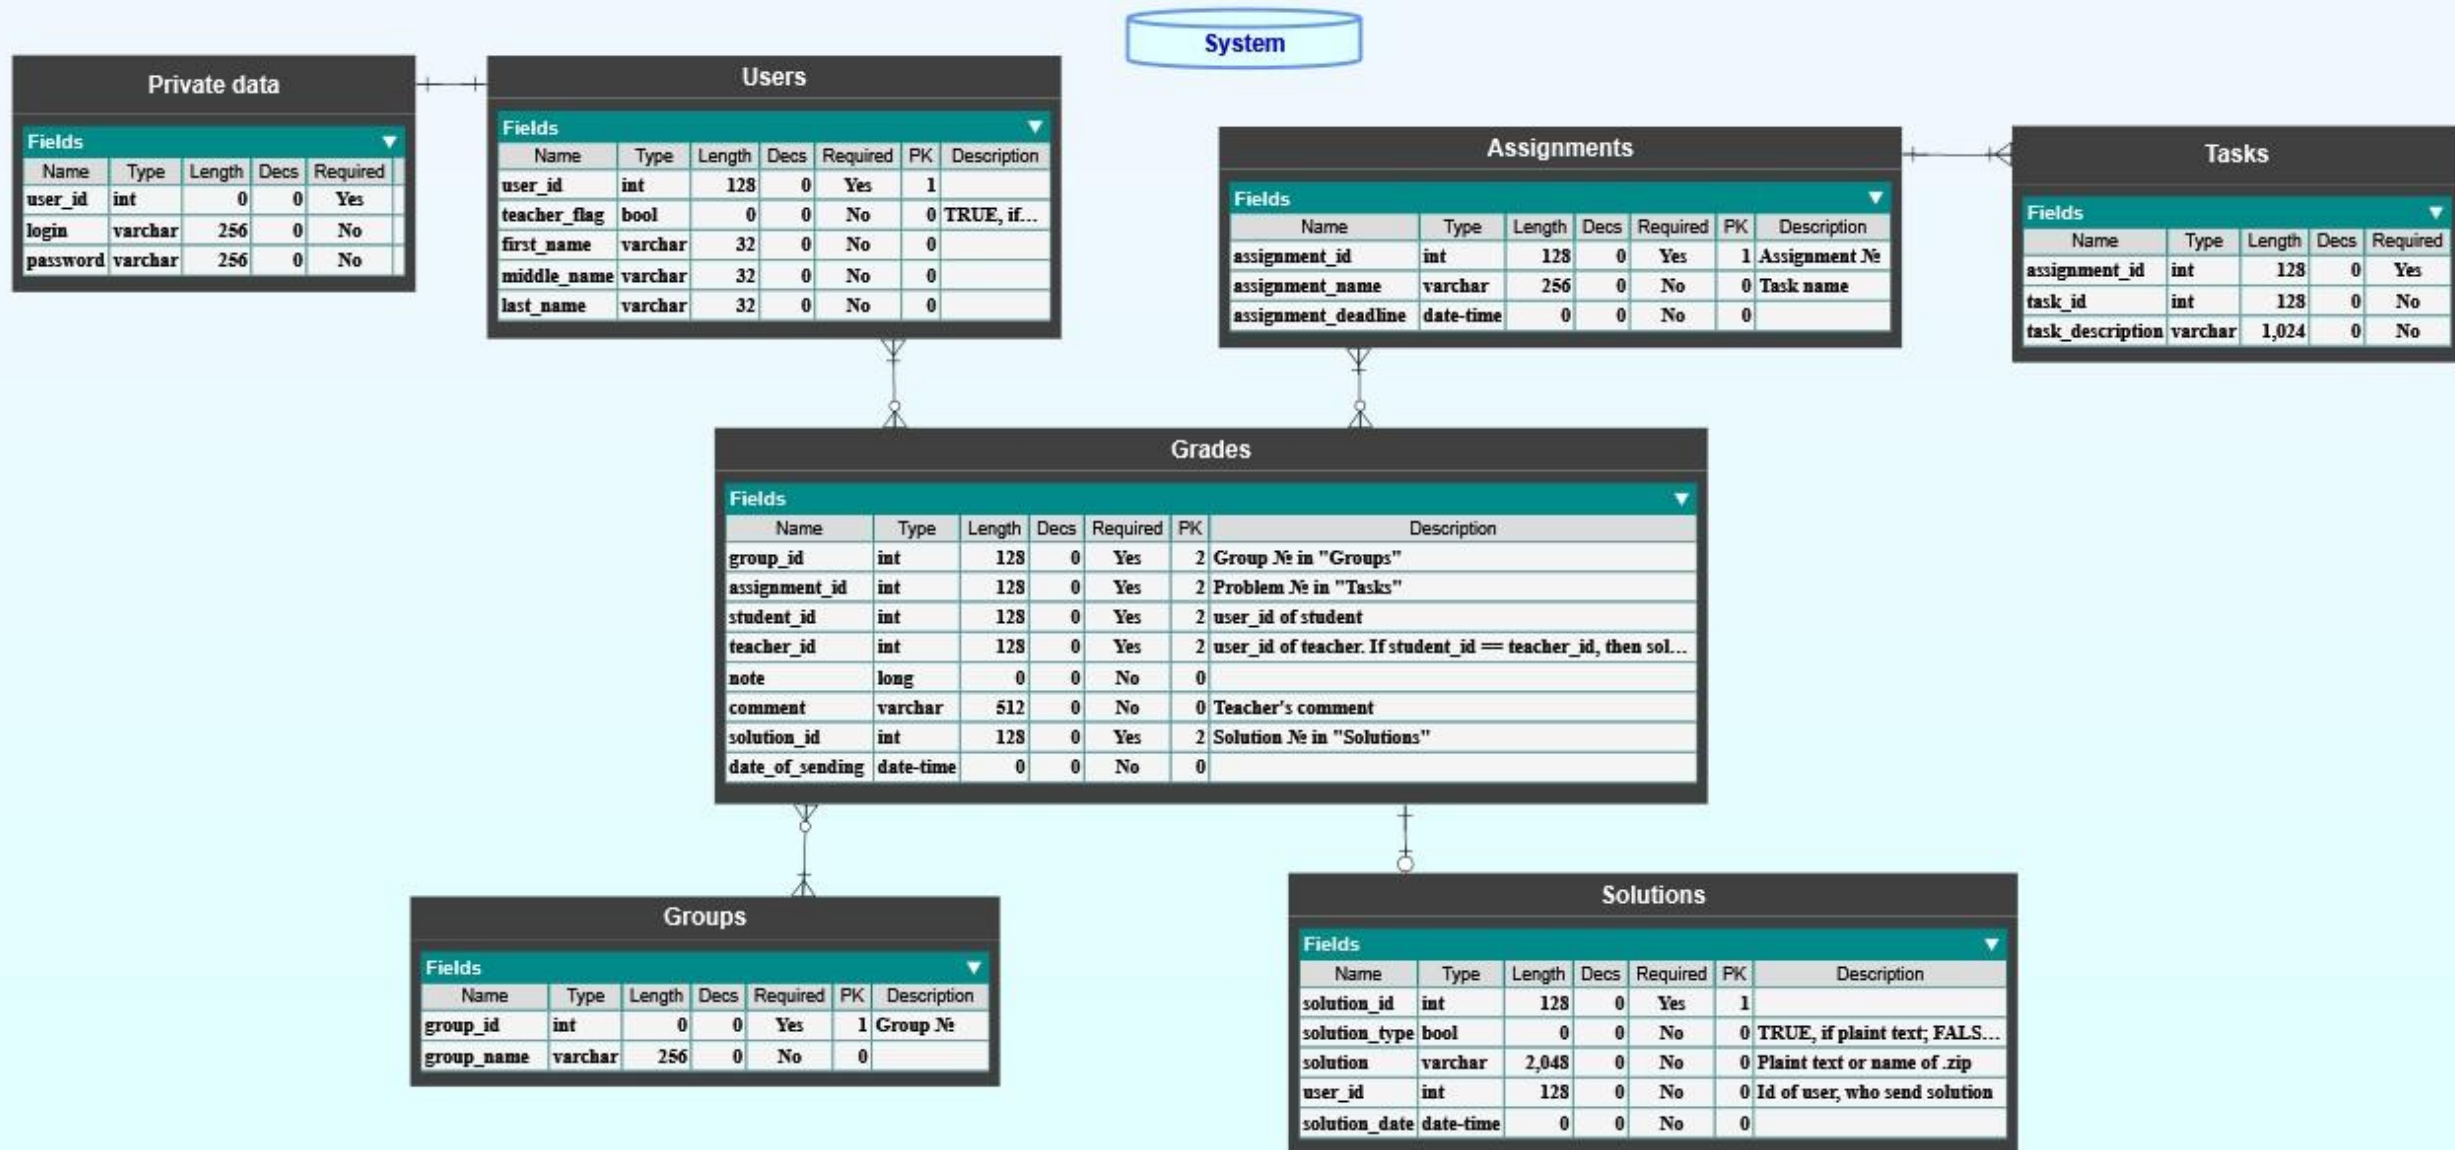 System
Private data
Fields
Name Type Length Decs Required
user_id int 0 0 Yes
login varchar 256 0 No
password varchar 256 0 No
Users
Fields
Name Type Length Decs Required PK Description
user_id int 128 0 Yes 1
teacher_flag bool 0 0 No 0 TRUE, if...
first_name varchar 32 0 No 0
middle_name varchar 32 0 No 0
last_name varchar 32 0 No 0
Assignments
Fields
Name Type Length Decs Required PK Description
assignment_id int 128 0 Yes 1 Assignment №
assignment_name varchar 256 0 No 0 Task name
assignment_deadline date-time 0 0 No 0
Tasks
Fields
Name Type Length Decs Required
assignment_id int 128 0 Yes
task_id int 128 0 No
task_description varchar 1,024 0 No
Grades
Fields
Name Type Length Decs Required PK Description
group_id int 128 0 Yes 2 Group № in "Groups"
assignment_id int 128 0 Yes 2 Problem № in "Tasks"
student_id int 128 0 Yes 2 user_id of student
teacher_id int 128 0 Yes 2 user_id of teacher. If student_id == teacher_id, then sol...
note long 0 0 No 0
comment varchar 512 0 No 0 Teacher's comment
solution_id int 128 0 Yes 2 Solution № in "Solutions"
date_of_sending date-time 0 0 No 0
Groups
Fields
Name Type Length Decs Required PK Description
group_id int 0 0 Yes 1 Group №
group_name varchar 256 0 No 0
Solutions
Fields
Name Type Length Decs Required PK Description
solution_id int 128 0 Yes 1
solution_type bool 0 0 No 0 TRUE, if plaint text; FALS...
solution varchar 2,048 0 No 0 Plaint text or name of .zip
user_id int 128 0 No 0 Id of user, who send solution
solution_date date-time 0 0 No 0